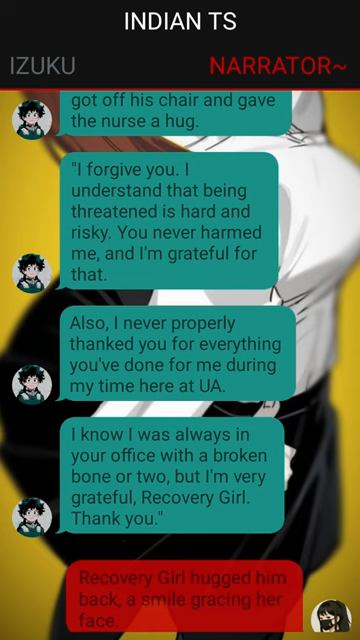 INDIAN TS
IZUKU
NARRATOR~
got off his chair and gave
the nurse a hug.
"I forgive you. I
understand that being
threatened is hard and
risky. You never harmed
me, and I'm grateful for
that.
Also, I never properly
thanked you for everything
you've done for me during
my time here at UA.
I know I was always in
your office with a broken
bone or two, but I'm very
grateful, Recovery Girl.
Thank you."
Recovery Girl hugged him
back, a smile gracing her
face.